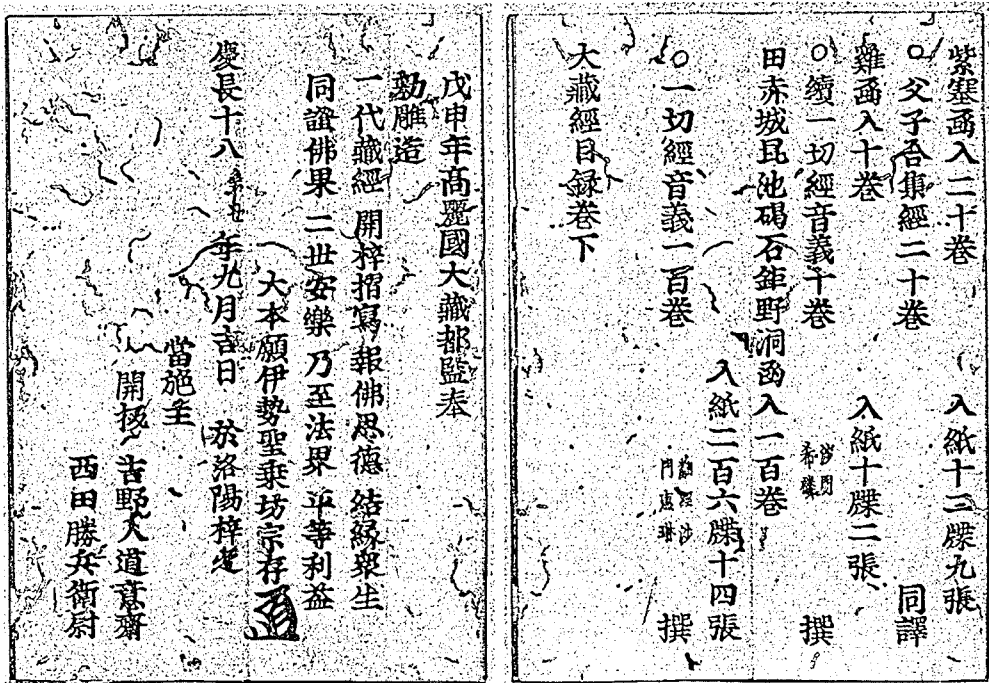 紫塞函入二十卷 入紙十三牒九張
○父子合集經二十卷 同譯
雞函入十卷 入紙十牒二張
○續一切經音義十卷 沙門希麟 撰
田赤城昆池碣石鉅野洞函入一百卷
入紙二百六牒十四張
○一切經音義一百卷 翻經沙門惠琳 撰
大藏經目録卷下
戊申年高麗國大藏都監奉
勅雕造
一代藏經 開梓摺寫 報佛恩德 結緣衆生
同證佛果 二世安樂 乃至法界 平等利益
大本願伊勢聖乘坊宗存
慶長十八癸丑年九月吉日 於洛陽梓之
當施主
開板 吉野入道意齋
西田勝兵衛尉